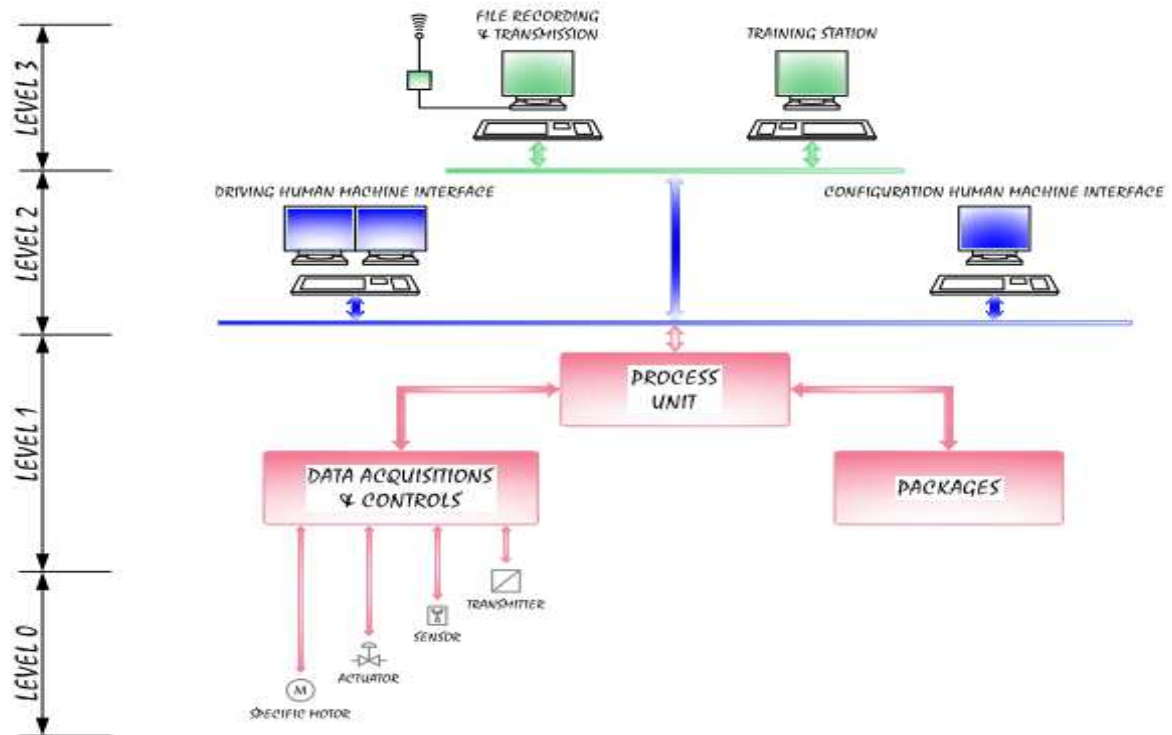 LEVEL 3
FILE RECORDING
& TRANSMISSION
TRAINING STATION
LEVEL 2
DRIVING HUMAN MACHINE INTERFACE
CONFIGURATION HUMAN MACHINE INTERFACE
LEVEL 1
PROCESS
UNIT
DATA ACQUISITIONS
& CONTROLS
PACKAGES
LEVEL 0
TRANSMITTER
SENSOR
ACTUATOR
M
SPECIFIC MOTOR